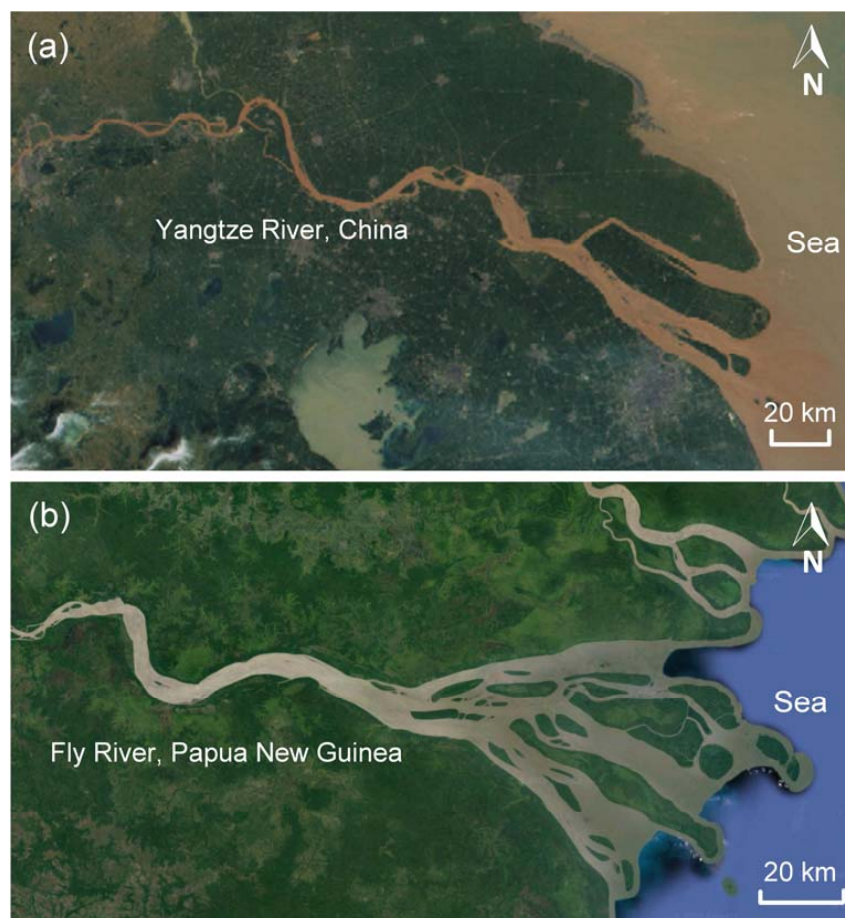 (a)
N
Yangtze River, China
Sea
20 km
(b)
N
Sea
Fly River, Papua New Guinea
20 km